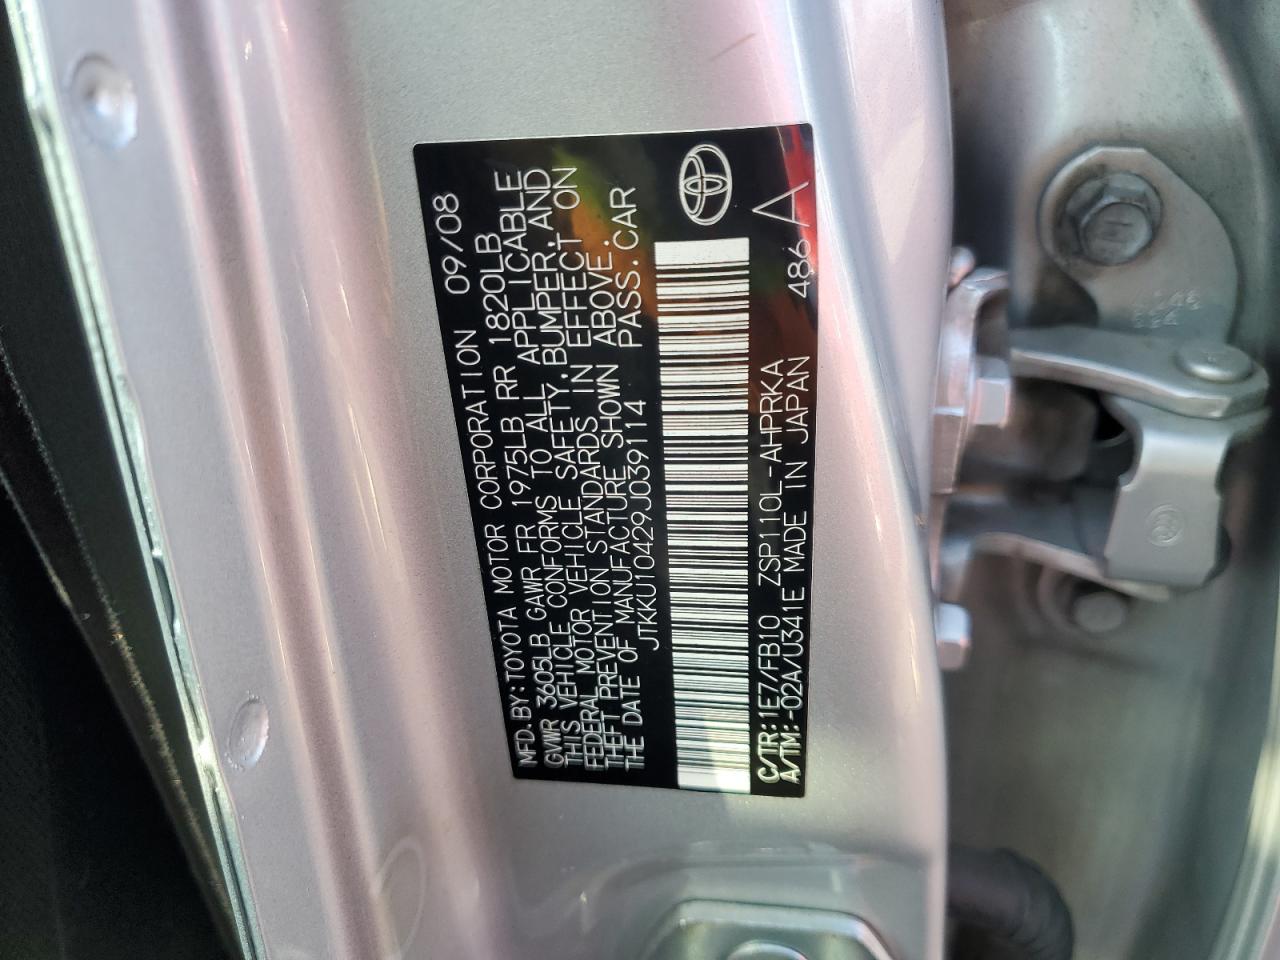 MFD.BY:TOYOTA MOTOR CORPORATION 09/08
GVWR 3605LB GAWR FR 1975LB RR 1820LB
THIS VEHICLE CONFORMS TO ALL APPLICABLE
FEDERAL MOTOR VEHICLE SAFETY,BUMPER,AND
THEFT PREVENTION STANDARDS IN EFFECT ON
THE DATE OF MANUFACTURE SHOWN ABOVE.
JTKKU10429J039114 PASS.CAR
C/TR:1E7/FB10 ZSP110L-AHPRKA
A/TM:-02A/U341E MADE IN JAPAN 486 A